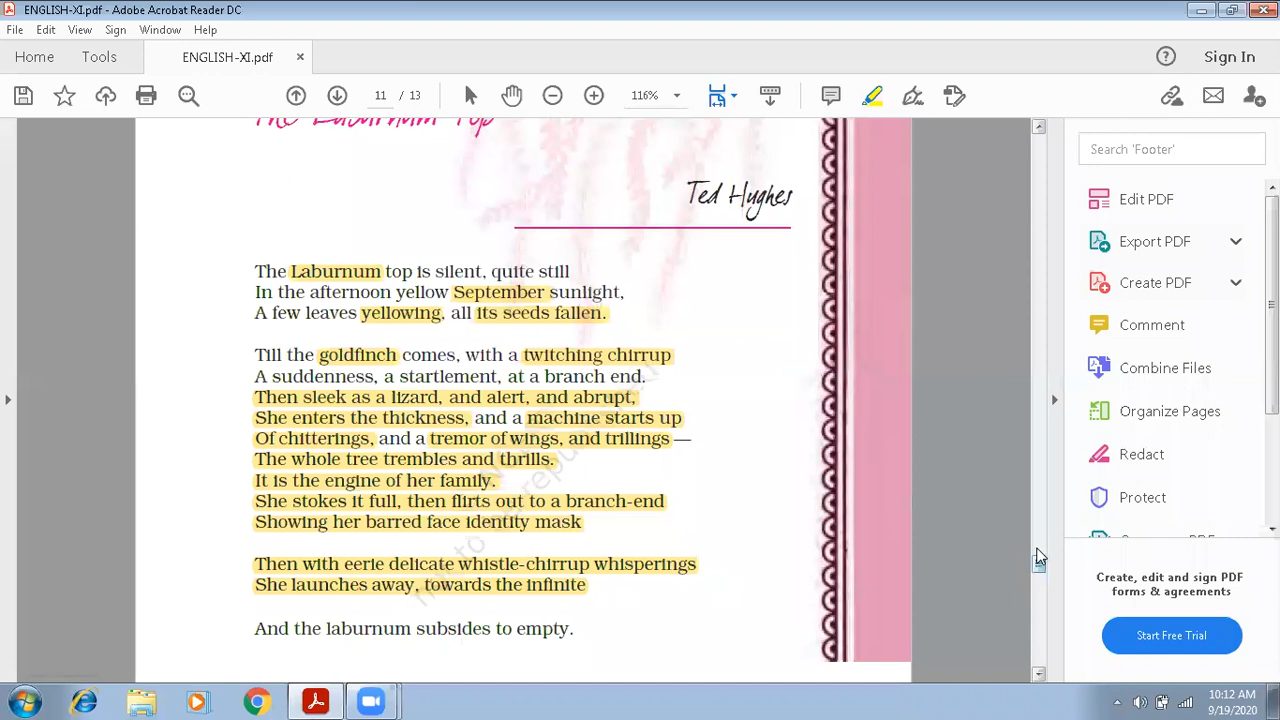 ENGLISH-XI.pdf - Adobe Acrobat Reader DC
File Edit View Sign Window Help
Home Tools ENGLISH-XI.pdf × Sign In
11 / 13 116%
The Laburnum Top
Search 'Footer'
Ted Hughes
Edit PDF
Export PDF
Create PDF
Comment
Combine Files
Organize Pages
Redact
Protect
The Laburnum top is silent, quite still
In the afternoon yellow September sunlight,
A few leaves yellowing, all its seeds fallen.
Till the goldfinch comes, with a twitching chirrup
A suddenness, a startlement, at a branch end.
Then sleek as a lizard, and alert, and abrupt,
She enters the thickness, and a machine starts up
Of chitterings, and a tremor of wings, and trillings —
The whole tree trembles and thrills.
It is the engine of her family.
She stokes it full, then flirts out to a branch-end
Showing her barred face identity mask
Then with eerie delicate whistle-chirrup whisperings
She launches away, towards the infinite
And the laburnum subsides to empty.
Create, edit and sign PDF
forms & agreements
Start Free Trial
10:12 AM
9/19/2020